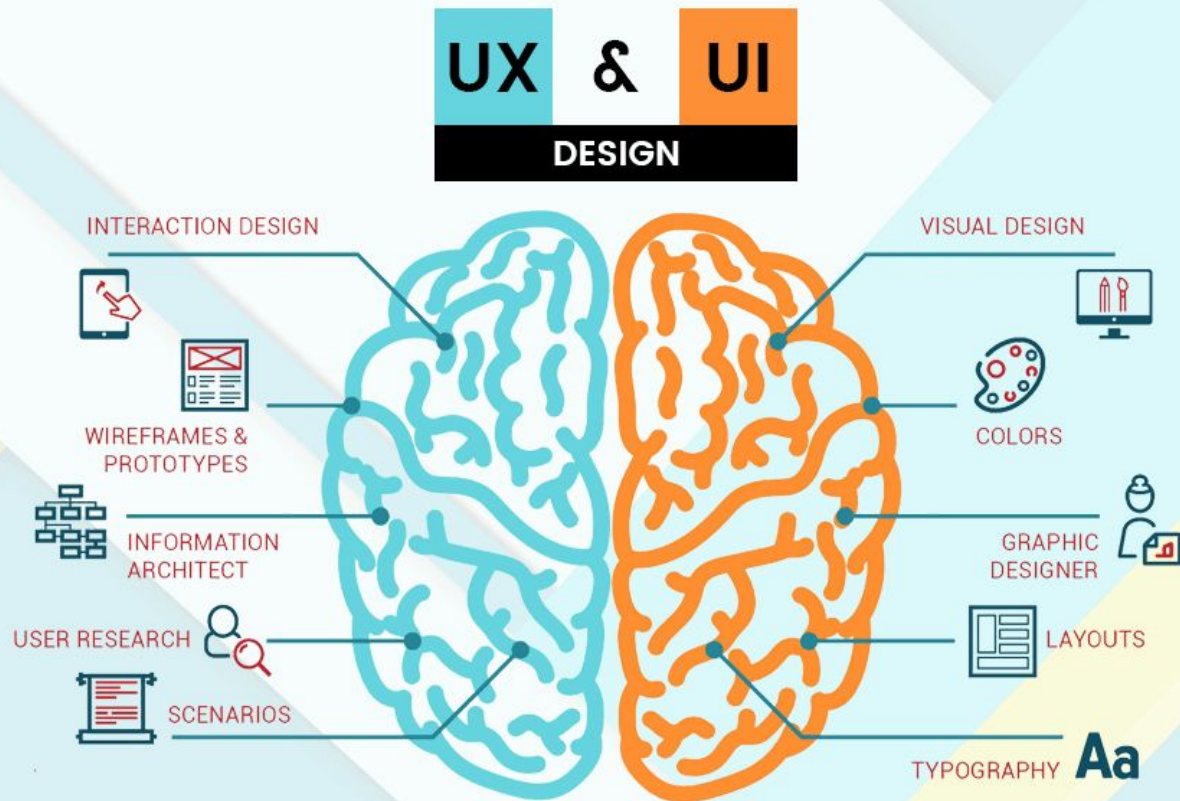 UX & UI
DESIGN
INTERACTION DESIGN
WIREFRAMES &
PROTOTYPES
INFORMATION
ARCHITECT
USER RESEARCH
SCENARIOS
VISUAL DESIGN
COLORS
GRAPHIC
DESIGNER
LAYOUTS
TYPOGRAPHY Aa